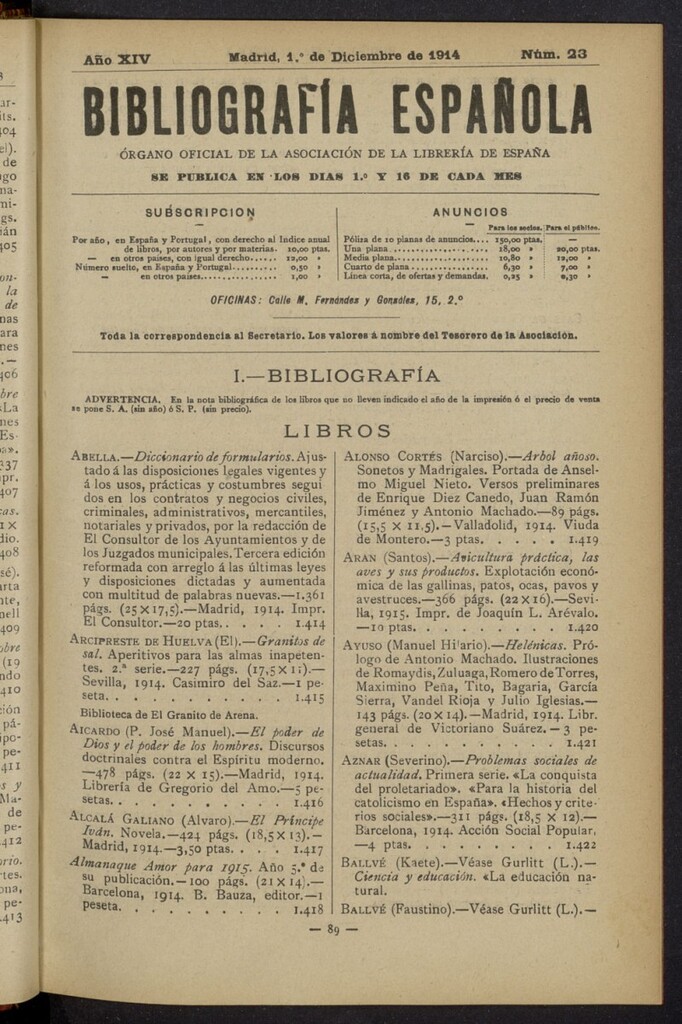 Año XIV Madrid, 1.º de Diciembre de 1914 Núm. 23
BIBLIOGRAFÍA ESPAÑOLA
ÓRGANO OFICIAL DE LA ASOCIACIÓN DE LA LIBRERÍA DE ESPAÑA
SE PUBLICA EN LOS DIAS 1.º Y 16 DE CADA MES
SUBSCRIPCION
Por año, en España y Portugal, con derecho al Indice anual
de libros, por autores y por materias. 10,00 ptas.
— en otros países, con igual derecho....... 12,00 »
Número suelto, en España y Portugal......... 0,50 »
— en otros países............... 1,00 »
ANUNCIOS
Para los socios. Para el público.
Póliza de 10 planas de anuncios.... 150,00 ptas. —
Una plana........................ 18,00 » 20,00 ptas.
Media plana..................... 10,80 » 12,00 »
Cuarto de plana................. 6,30 » 7,00 »
Línea corta, de ofertas y demandas. 0,25 » 0,30 »
OFICINAS: Calle M. Fernández y González, 15, 2.º
Toda la correspondencia al Secretario. Los valores á nombre del Tesorero de la Asociación.
I.—BIBLIOGRAFÍA
ADVERTENCIA. En la nota bibliográfica de los libros que no lleven indicado el año de la impresión ó el precio de venta
se pone S. A. (sin año) ó S. P. (sin precio).
LIBROS
ABELLA.—Diccionario de formularios. Ajus-
tado á las disposiciones legales vigentes y
á los usos, prácticas y costumbres segui
dos en los contratos y negocios civiles,
criminales, administrativos, mercantiles,
notariales y privados, por la redacción de
El Consultor de los Ayuntamientos y de
los Juzgados municipales. Tercera edición
reformada con arreglo á las últimas leyes
y disposiciones dictadas y aumentada
con multitud de palabras nuevas.—1.361
págs. (25 X 17,5).—Madrid, 1914. Impr.
El Consultor.—20 ptas. . . . . . 1.414
ARCIPRESTE DE HUELVA (El).—Granitos de
sal. Aperitivos para las almas inapeten-
tes. 2.ª serie.—227 págs. (17,5 X 11).—
Sevilla, 1914. Casimiro del Saz.—1 pe-
seta. . . . . . . . . . . 1.415
Biblioteca de El Granito de Arena.
AICARDO (P. José Manuel).—El poder de
Dios y el poder de los hombres. Discursos
doctrinales contra el Espíritu moderno.
—478 págs. (22 X 15).—Madrid, 1914.
Librería de Gregorio del Amo.—5 pe-
setas. . . . . . . . . . . 1.416
ALCALÁ GALIANO (Alvaro).—El Príncipe
Iván. Novela.—424 págs. (18,5 X 13).—
Madrid, 1914.—3,50 ptas. . . . 1.417
Almanaque Amor para 1915. Año 5.º de
su publicación.—100 págs. (21 X 14).—
Barcelona, 1914. B. Bauza, editor.—1
peseta. . . . . . . . . . 1.418
ALONSO CORTÉS (Narciso).—Arbol añoso.
Sonetos y Madrigales. Portada de Ansel-
mo Miguel Nieto. Versos preliminares
de Enrique Diez Canedo, Juan Ramón
Jiménez y Antonio Machado.—89 págs.
(15,5 X 11,5).—Valladolid, 1914. Viuda
de Montero.—3 ptas. . . . . . 1.419
ARAN (Santos).—Avicultura práctica, las
aves y sus productos. Explotación econó-
mica de las gallinas, patos, ocas, pavos y
avestruces.—366 págs. (22 X 16).—Sevi-
lla, 1915. Impr. de Joaquín L. Arévalo.
—10 ptas. . . . . . . . . . 1.420
AYUSO (Manuel Hilario).—Helénicas. Pró-
logo de Antonio Machado. Ilustraciones
de Romaydis, Zuluaga, Romero de Torres,
Maximino Peña, Tito, Bagaria, García
Sierra, Vandel Rioja y Julio Iglesias.—
143 págs. (20 X 14).—Madrid, 1914. Libr.
general de Victoriano Suárez.—3 pe-
setas. . . . . . . . . . . 1.421
AZNAR (Severino).—Problemas sociales de
actualidad. Primera serie. «La conquista
del proletariado». «Para la historia del
catolicismo en España». «Hechos y crite-
rios sociales».—311 págs. (18,5 X 12).—
Barcelona, 1914. Acción Social Popular.
—4 ptas. . . . . . . . . . 1.422
BALLVÉ (Kaete).—Véase Gurlitt (L.).—
Ciencia y educación. «La educación na-
tural.
BALLVÉ (Faustino).—Véase Gurlitt (L.).—
— 89 —